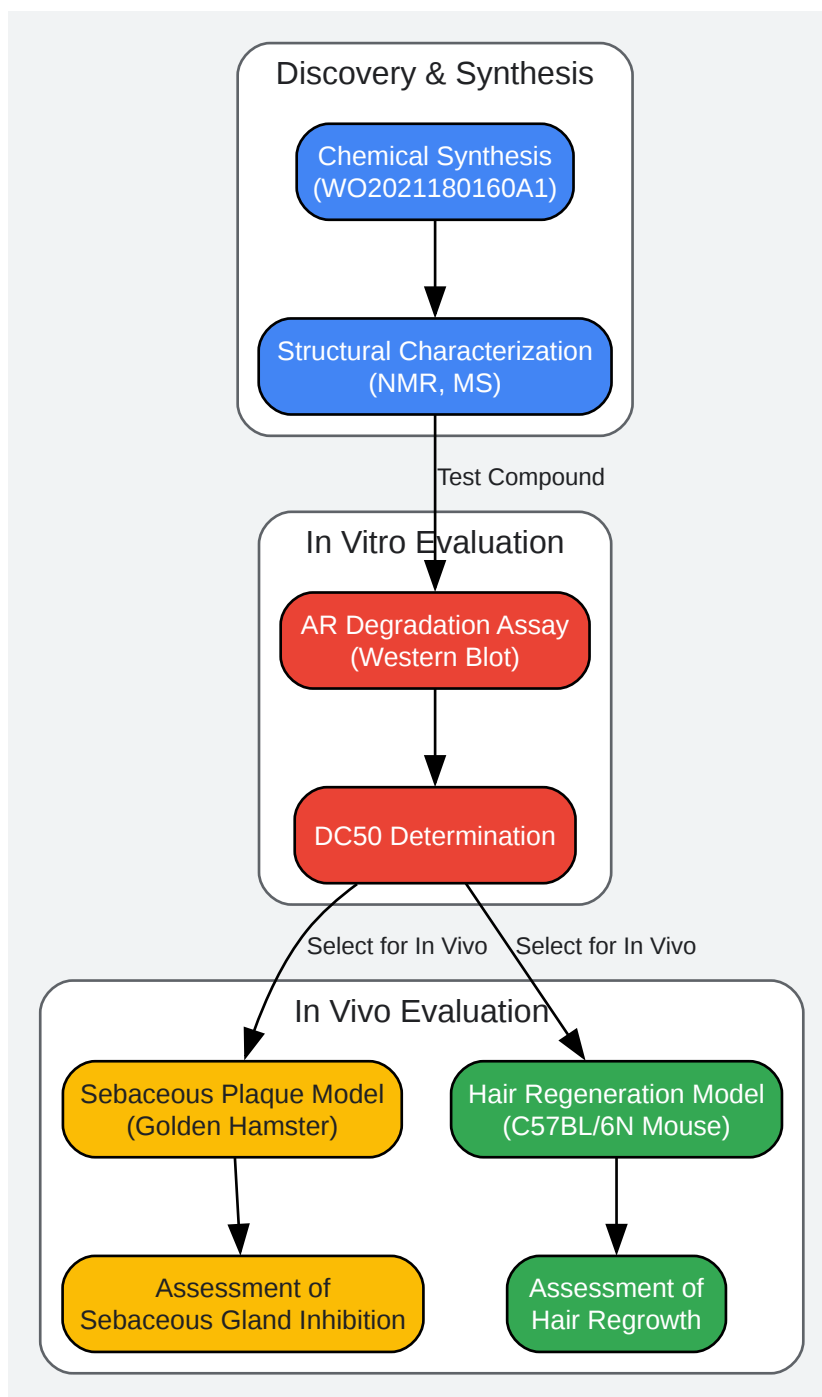 Discovery & Synthesis
Chemical Synthesis
(WO2021180160A1)
Structural Characterization
(NMR, MS)
Test Compound
In Vitro Evaluation
AR Degradation Assay
(Western Blot)
DC50 Determination
Select for In Vivo
Select for In Vivo
In Vivo Evaluation
Sebaceous Plaque Model
(Golden Hamster)
Hair Regeneration Model
(C57BL/6N Mouse)
Assessment of
Sebaceous Gland Inhibition
Assessment of
Hair Regrowth